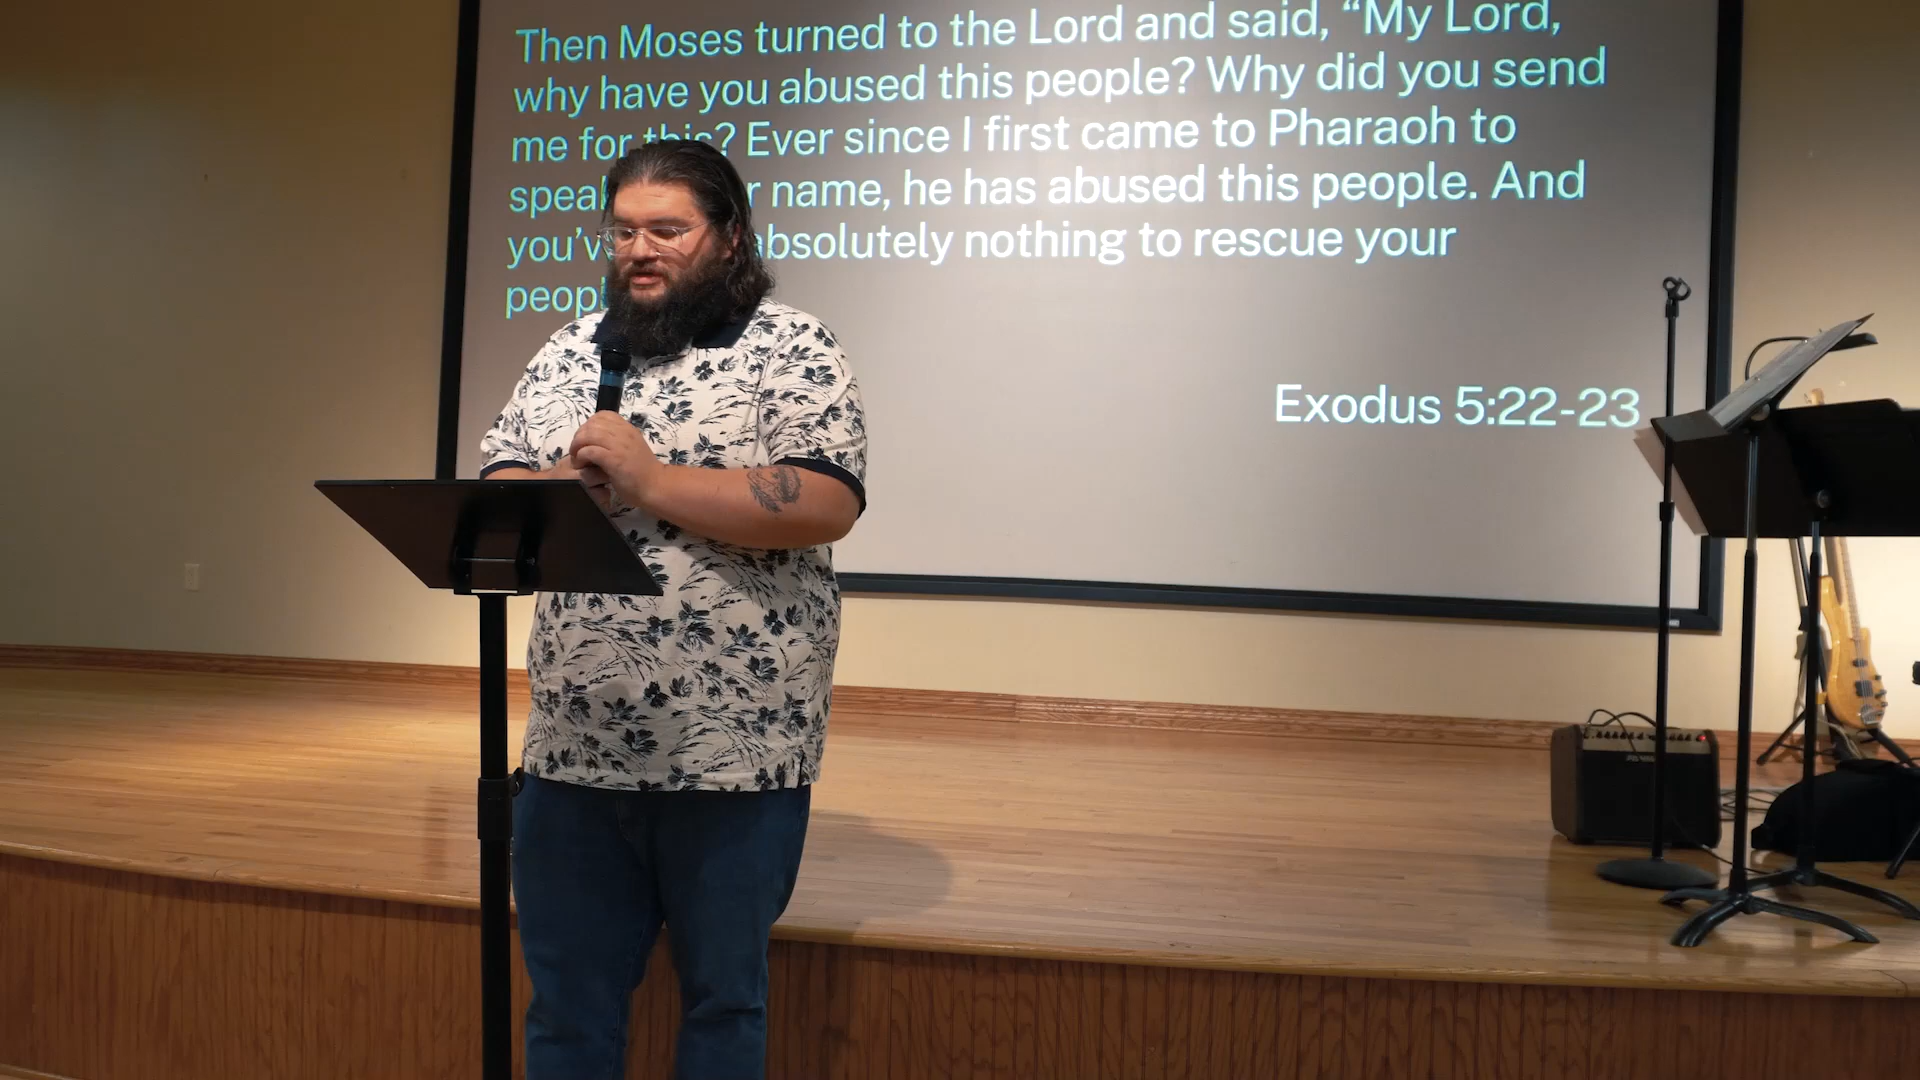 Then Moses turned to the Lord and said, “My Lord,
why have you abused this people? Why did you send
me for this? Ever since I first came to Pharaoh to
name, he has abused this people. And
absolutely nothing to rescue your
Exodus 5:22-23